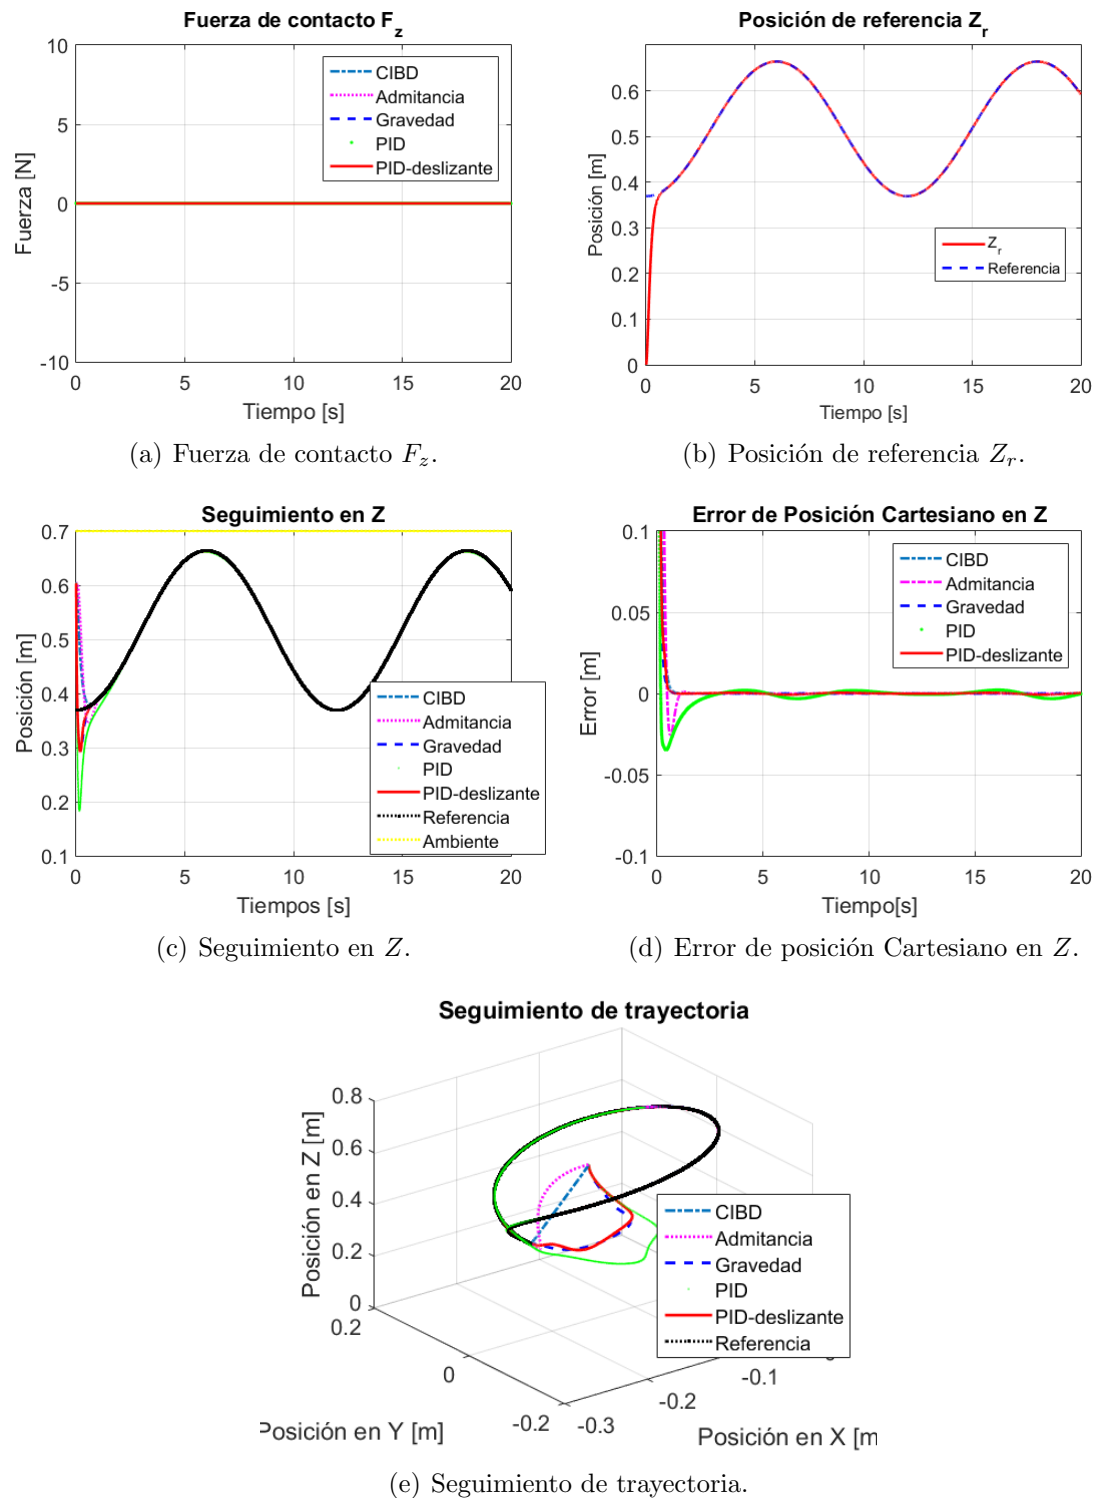 Fuerza de contacto F_z
10
5
0
-5
-10
0 5 10 15 20
Fuerza [N]
Tiempo [s]
CIBD
Admitancia
Gravedad
PID
PID-deslizante
(a) Fuerza de contacto F_z.
Posición de referencia Z_r
0.6
0.5
0.4
0.3
0.2
0.1
0
0 5 10 15 20
Posición [m]
Tiempo [s]
Z_r
Referencia
(b) Posición de referencia Z_r.
Seguimiento en Z
0.7
0.6
0.5
0.4
0.3
0.2
0.1
0 5 10 15 20
Posición [m]
Tiempos [s]
CIBD
Admitancia
Gravedad
PID
PID-deslizante
Referencia
Ambiente
(c) Seguimiento en Z.
Error de Posición Cartesiano en Z
0.1
0.05
0
-0.05
-0.1
0 5 10 15 20
Error [m]
Tiempo[s]
CIBD
Admitancia
Gravedad
PID
PID-deslizante
(d) Error de posición Cartesiano en Z.
Seguimiento de trayectoria
0.8
0.6
0.4
0.2
0
0.2
0
-0.2
-0.3
-0.2
-0.1
Posición en Z [m]
Posición en Y [m]
Posición en X [m
CIBD
Admitancia
Gravedad
PID
PID-deslizante
Referencia
(e) Seguimiento de trayectoria.